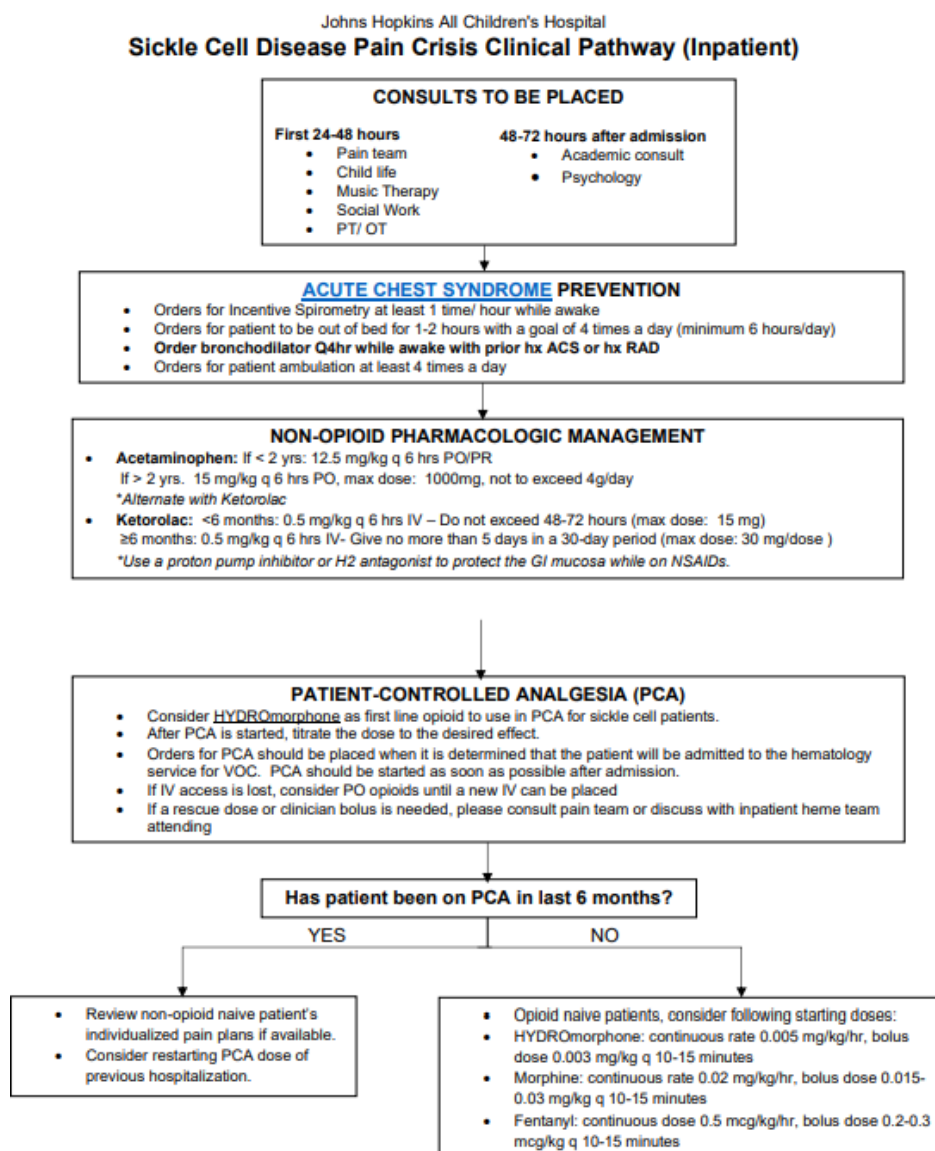 Johns Hopkins All Children's Hospital
Sickle Cell Disease Pain Crisis Clinical Pathway (Inpatient)
CONSULTS TO BE PLACED
First 24-48 hours
• Pain team
• Child life
• Music Therapy
• Social Work
• PT/ OT
48-72 hours after admission
• Academic consult
• Psychology
ACUTE CHEST SYNDROME PREVENTION
• Orders for Incentive Spirometry at least 1 time/ hour while awake
• Orders for patient to be out of bed for 1-2 hours with a goal of 4 times a day (minimum 6 hours/day)
• Order bronchodilator Q4hr while awake with prior hx ACS or hx RAD
• Orders for patient ambulation at least 4 times a day
NON-OPIOID PHARMACOLOGIC MANAGEMENT
• Acetaminophen: If < 2 yrs: 12.5 mg/kg q 6 hrs PO/PR
If > 2 yrs. 15 mg/kg q 6 hrs PO, max dose: 1000mg, not to exceed 4g/day
*Alternate with Ketorolac
• Ketorolac: <6 months: 0.5 mg/kg q 6 hrs IV – Do not exceed 48-72 hours (max dose: 15 mg)
≥6 months: 0.5 mg/kg q 6 hrs IV- Give no more than 5 days in a 30-day period (max dose: 30 mg/dose )
*Use a proton pump inhibitor or H2 antagonist to protect the GI mucosa while on NSAIDs.
PATIENT-CONTROLLED ANALGESIA (PCA)
• Consider HYDROmorphone as first line opioid to use in PCA for sickle cell patients.
• After PCA is started, titrate the dose to the desired effect.
• Orders for PCA should be placed when it is determined that the patient will be admitted to the hematology
service for VOC. PCA should be started as soon as possible after admission.
• If IV access is lost, consider PO opioids until a new IV can be placed
• If a rescue dose or clinician bolus is needed, please consult pain team or discuss with inpatient heme team
attending
Has patient been on PCA in last 6 months?
YES
NO
• Review non-opioid naive patient's
individualized pain plans if available.
• Consider restarting PCA dose of
previous hospitalization.
• Opioid naive patients, consider following starting doses:
• HYDROmorphone: continuous rate 0.005 mg/kg/hr, bolus
dose 0.003 mg/kg q 10-15 minutes
• Morphine: continuous rate 0.02 mg/kg/hr, bolus dose 0.015-
0.03 mg/kg q 10-15 minutes
• Fentanyl: continuous dose 0.5 mcg/kg/hr, bolus dose 0.2-0.3
mcg/kg q 10-15 minutes